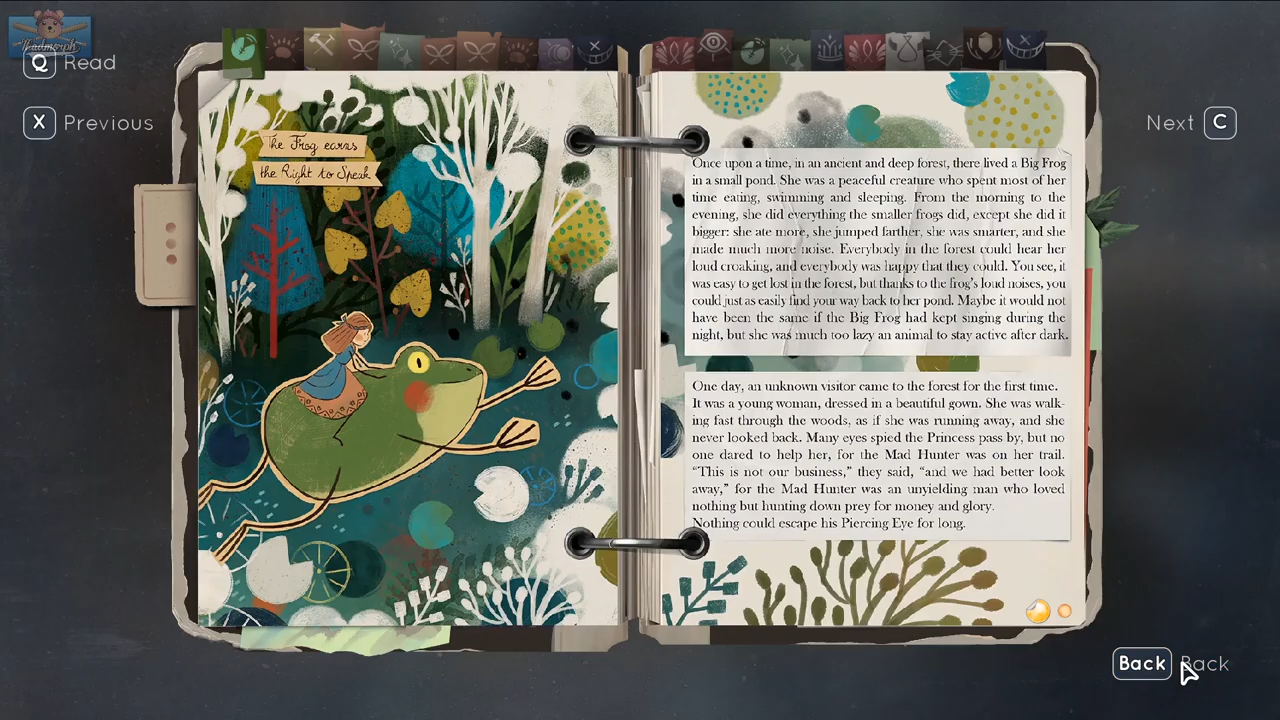 Madmorph
Q Read
X Previous
Next C
The Frog earns
the Right to Speak
Once upon a time, in an ancient and deep forest, there lived a Big Frog
in a small pond. She was a peaceful creature who spent most of her
time eating, swimming and sleeping. From the morning to the
evening, she did everything the smaller frogs did, except she did it
bigger: she ate more, she jumped farther, she was smarter, and she
made much more noise. Everybody in the forest could hear her
loud croaking, and everybody was happy that they could. You see, it
was easy to get lost in the forest, but thanks to the frog's loud noises, you
could just as easily find your way back to her pond. Maybe it would not
have been the same if the Big Frog had kept singing during the
night, but she was much too lazy an animal to stay active after dark.
One day, an unknown visitor came to the forest for the first time.
It was a young woman, dressed in a beautiful gown. She was walk-
ing fast through the woods, as if she was running away, and she
never looked back. Many eyes spied the Princess pass by, but no
one dared to help her, for the Mad Hunter was on her trail.
“This is not our business,” they said, “and we had better look
away,” for the Mad Hunter was an unyielding man who loved
nothing but hunting down prey for money and glory.
Nothing could escape his Piercing Eye for long.
Back Back